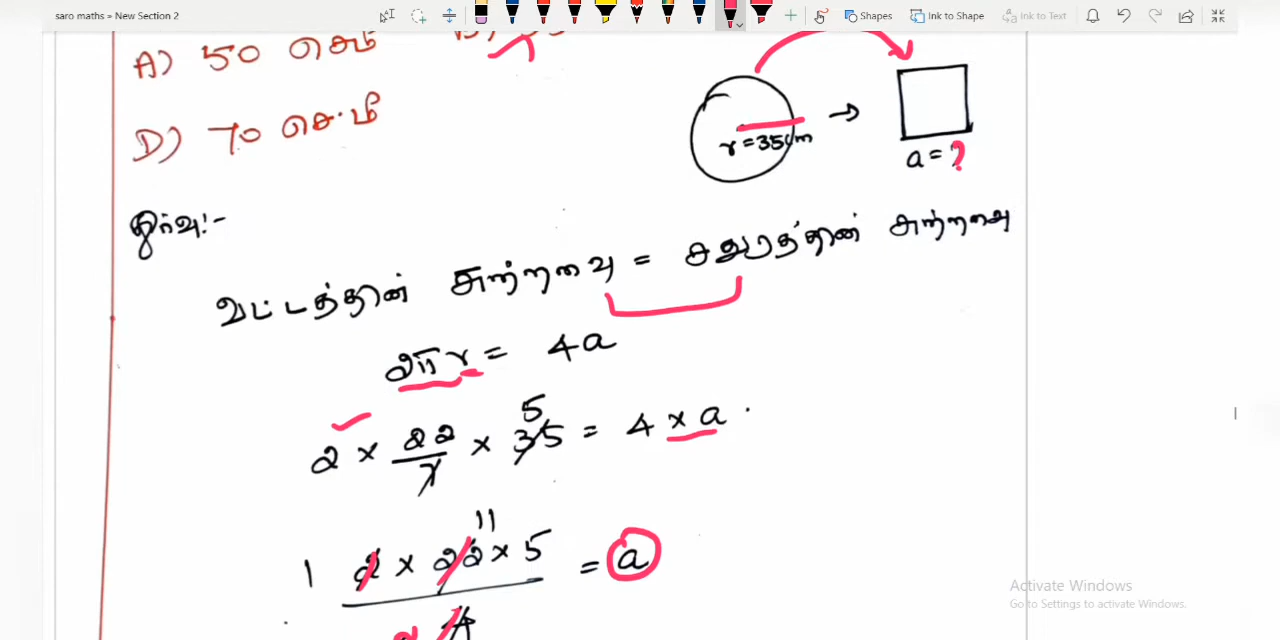 saro maths » New Section 2
Shapes
Ink to Shape
Ink to Text
A) 50 செமீ
D) 70 செ.மீ
r = 35cm
a = ?
தீர்வு:-
வட்டத்தின் சுற்றளவு = சதுரத்தின் சுற்றளவு
2πr = 4a
5
2 × 22/7 × 35 = 4 × a
11
1 2 × 22 × 5 = a
4
Activate Windows
Go to Settings to activate Windows.